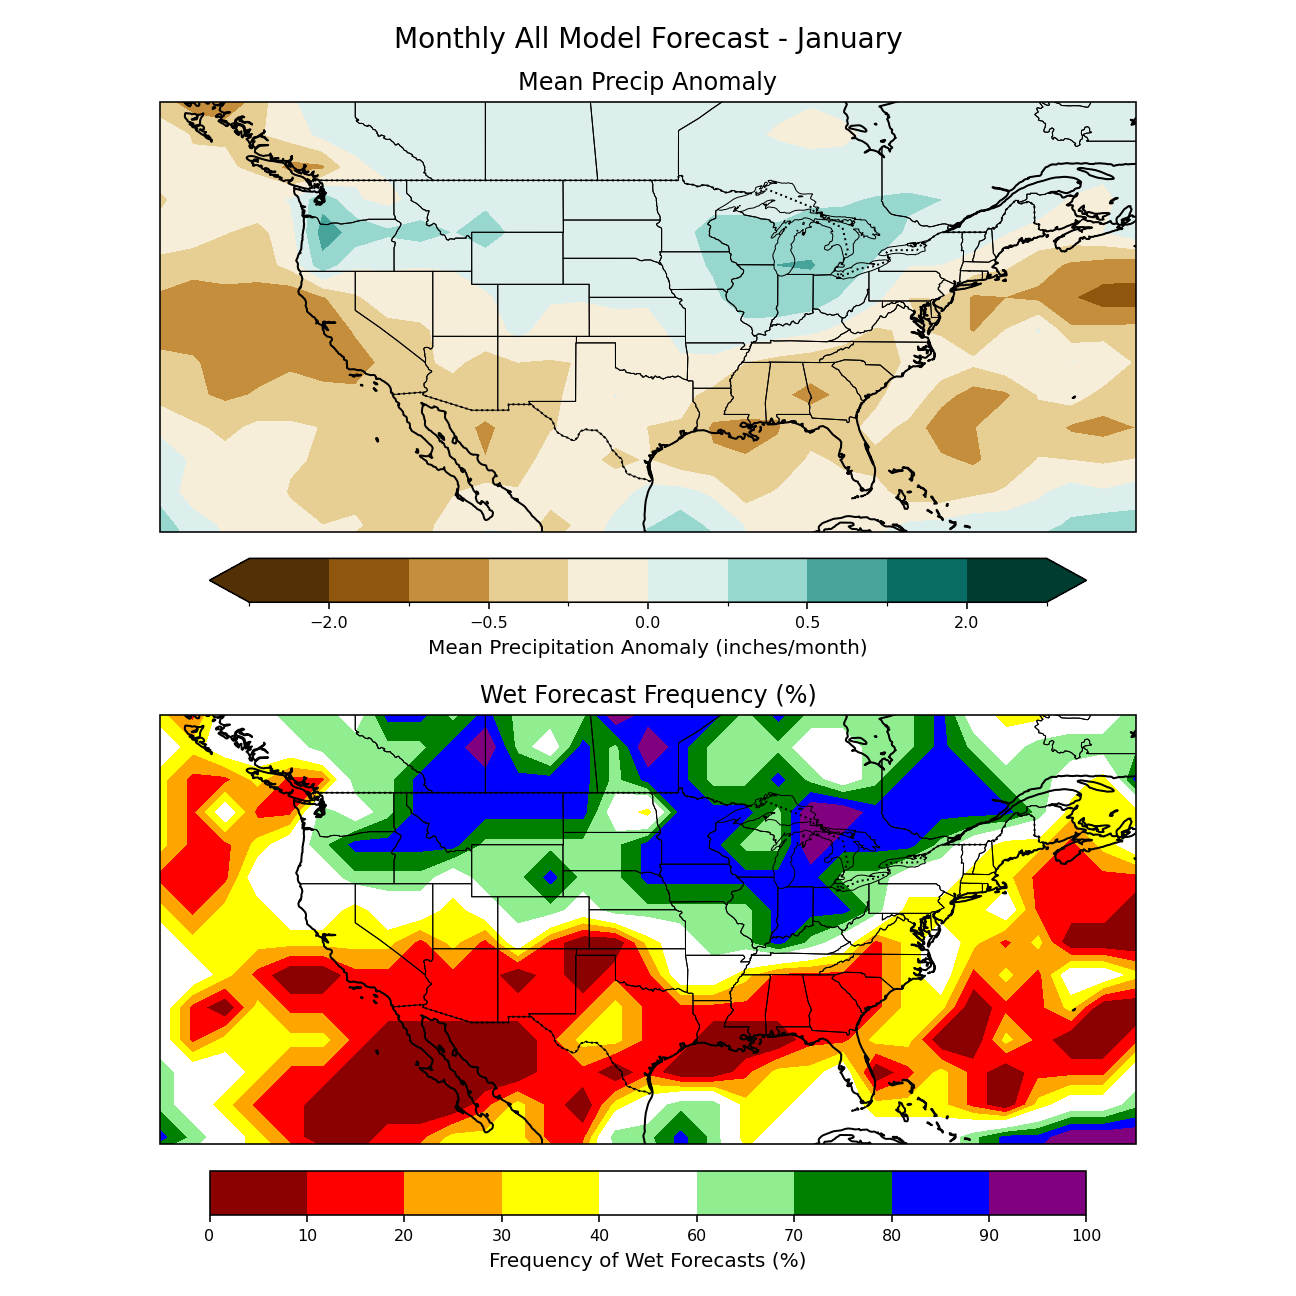 Monthly All Model Forecast - January
Mean Precip Anomaly
−2.0 −0.5 0.0 0.5 2.0
Mean Precipitation Anomaly (inches/month)
Wet Forecast Frequency (%)
0 10 20 30 40 60 70 80 90 100
Frequency of Wet Forecasts (%)